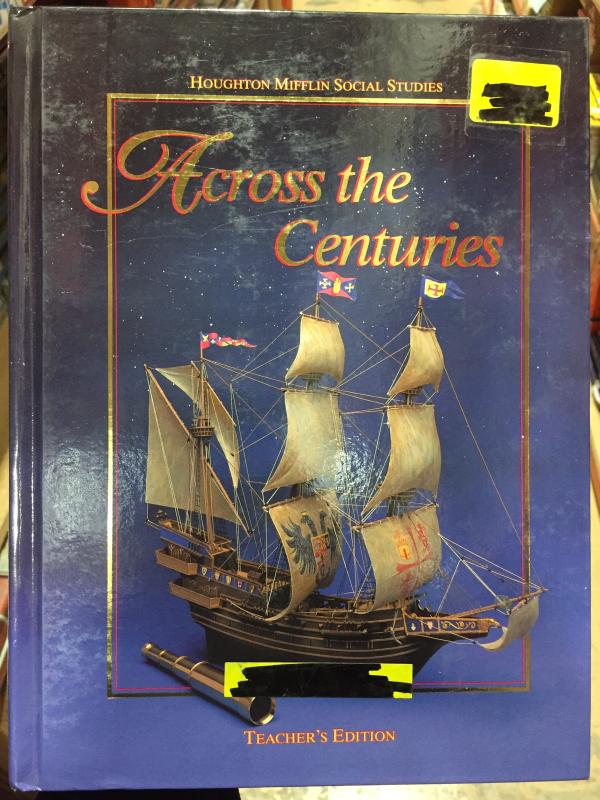 HOUGHTON MIFFLIN SOCIAL STUDIES
Across the
Centuries
TEACHER'S EDITION